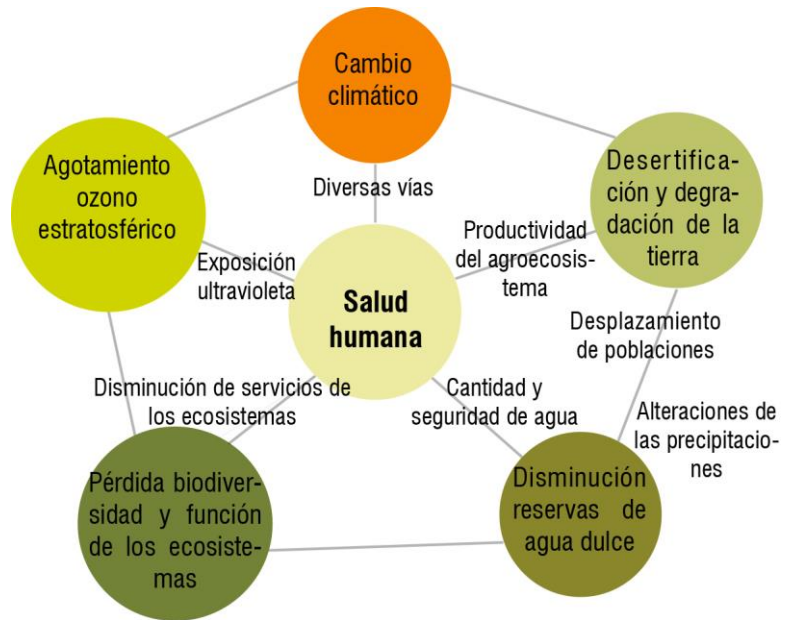 Cambio
climático
Agotamiento
ozono
estratosférico
Desertifica-
ción y degra-
dación de la
tierra
Diversas vías
Productividad
del agroecosis-
tema
Exposición
ultravioleta
Salud
humana
Desplazamiento
de poblaciones
Disminución de servicios de
los ecosistemas
Cantidad y
seguridad de agua
Alteraciones de
las precipitacio-
nes
Pérdida biodiver-
sidad y función
de los ecosiste-
mas
Disminución
reservas de
agua dulce